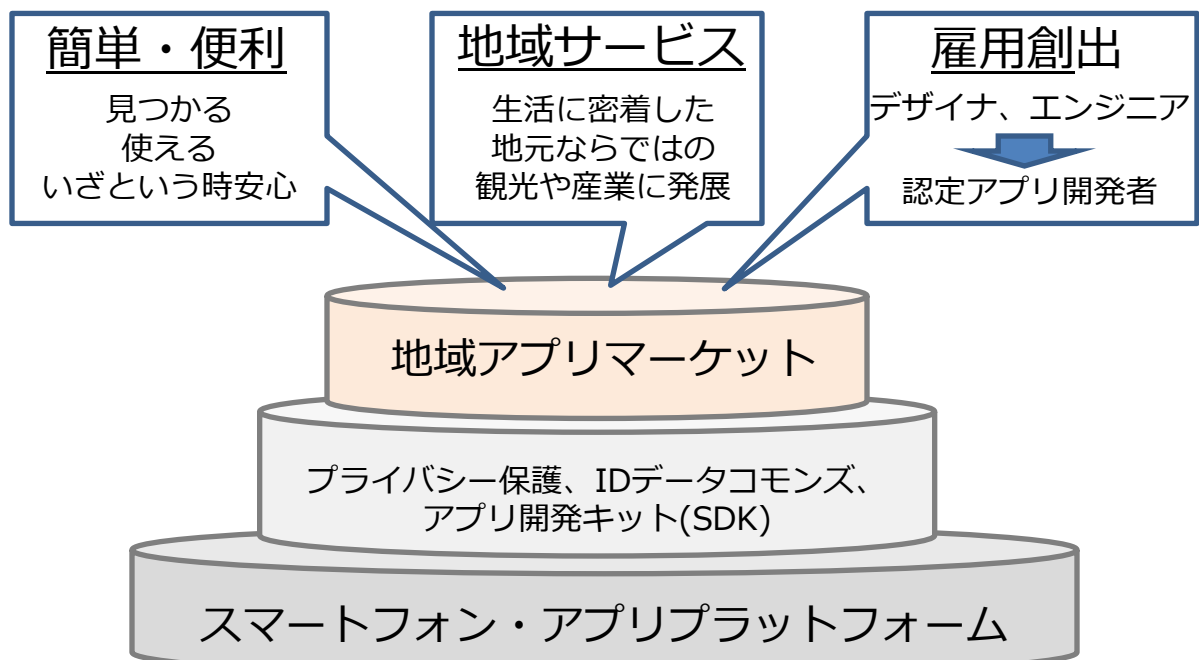 簡単・便利
見つかる
使える
いざという時安心
地域サービス
生活に密着した
地元ならではの
観光や産業に発展
雇用創出
デザイナ、エンジニア
認定アプリ開発者
地域アプリマーケット
プライバシー保護、IDデータコモンズ、
アプリ開発キット(SDK)
スマートフォン・アプリプラットフォーム